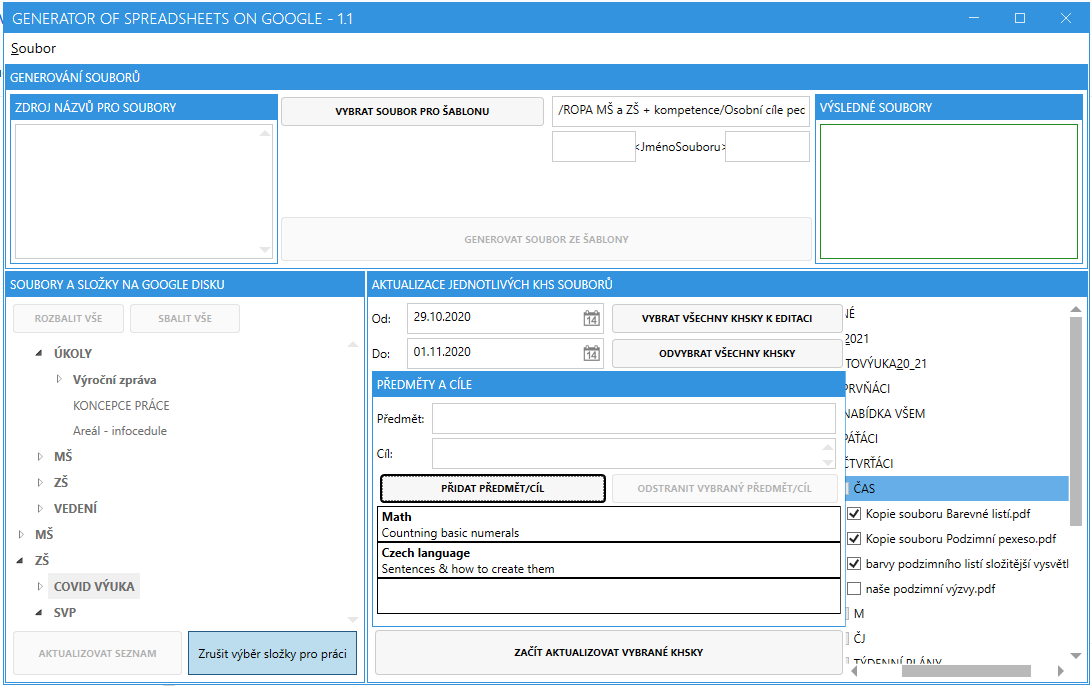 GENERATOR OF SPREADSHEETS ON GOOGLE - 1.1
Soubor
GENEROVÁNÍ SOUBORŮ
ZDROJ NÁZVŮ PRO SOUBORY
VYBRAT SOUBOR PRO ŠABLONU
/ROPA MŠ a ZŠ + kompetence/Osobní cíle pec
<JménoSouboru>
GENEROVAT SOUBOR ZE ŠABLONY
VÝSLEDNÉ SOUBORY
SOUBORY A SLOŽKY NA GOOGLE DISKU
ROZBALIT VŠE
SBALIT VŠE
ÚKOLY
Výroční zpráva
KONCEPCE PRÁCE
Areál - infocedule
MŠ
ZŠ
VEDENÍ
MŠ
ZŠ
COVID VÝUKA
SVP
AKTUALIZOVAT SEZNAM
Zrušit výběr složky pro práci
AKTUALIZACE JEDNOTLIVÝCH KHS SOUBORŮ
Od:
29.10.2020
14
VYBRAT VŠECHNY KHSKY K EDITACI
Do:
01.11.2020
14
ODVYBRAT VŠECHNY KHSKY
PŘEDMĚTY A CÍLE
Předmět:
Cíl:
PŘIDAT PŘEDMĚT/CÍL
ODSTRANIT VYBRANÝ PŘEDMĚT/CÍL
Math
Countning basic numerals
Czech language
Sentences & how to create them
ZAČÍT AKTUALIZOVAT VYBRANÉ KHSKY
NÉ
2021
TOVÝUKA20_21
PRVŇÁCI
NABÍDKA VŠEM
PÁŤÁCI
ČTVRŤÁCI
ČAS
Kopie souboru Barevné listí.pdf
Kopie souboru Podzimní pexeso.pdf
barvy podzimního listí složitější vysvětl
naše podzimní výzvy.pdf
M
ČJ
TÝDENNÍ PLÁNY